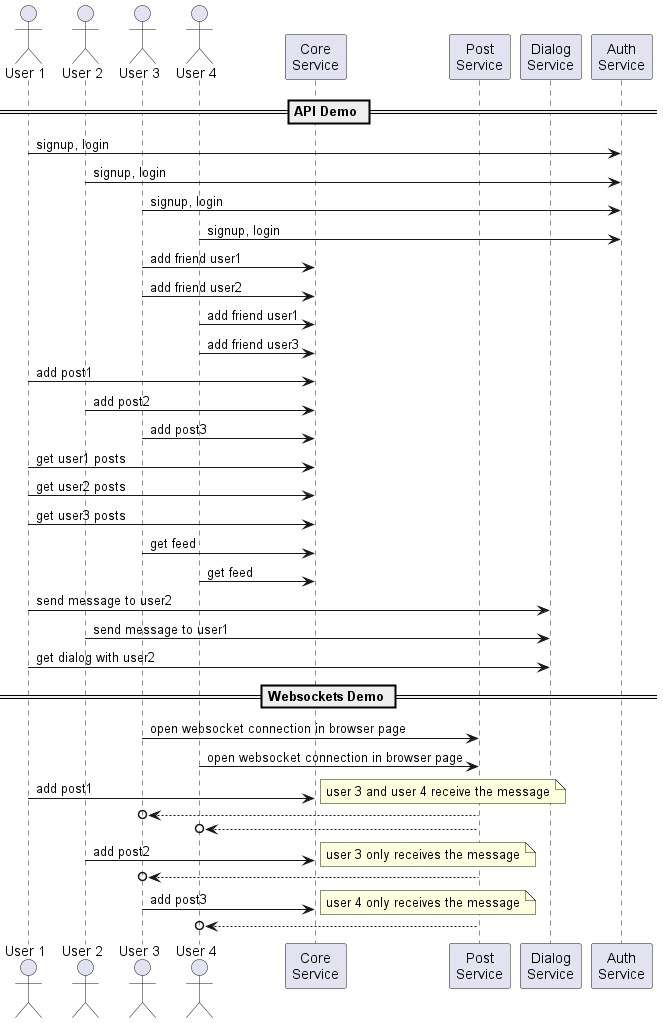 User 1 User 2 User 3 User 4
Core
Service
Post
Service
Dialog
Service
Auth
Service
API Demo
signup, login
signup, login
signup, login
signup, login
add friend user1
add friend user2
add friend user1
add friend user3
add post1
add post2
add post3
get user1 posts
get user2 posts
get user3 posts
get feed
get feed
send message to user2
send message to user1
get dialog with user2
Websockets Demo
open websocket connection in browser page
open websocket connection in browser page
add post1
user 3 and user 4 receive the message
add post2
user 3 only receives the message
add post3
user 4 only receives the message
User 1 User 2 User 3 User 4
Core
Service
Post
Service
Dialog
Service
Auth
Service